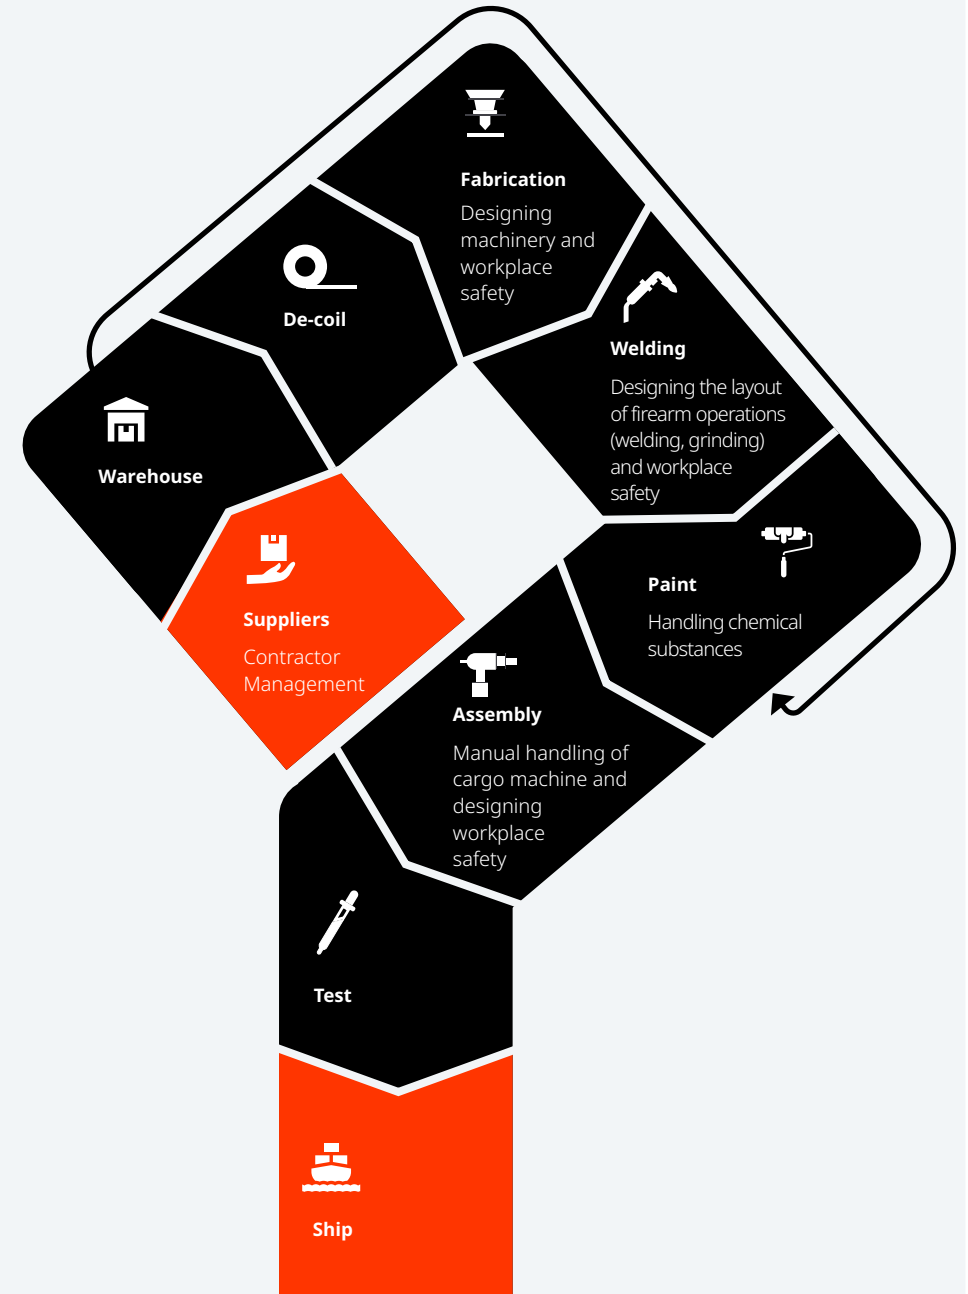 Fabrication
Designing
machinery and
workplace
safety
De-coil
Welding
Designing the layout
of firearm operations
(welding, grinding)
and workplace
safety
Warehouse
Suppliers
Contractor
Management
Paint
Handling chemical
substances
Assembly
Manual handling of
cargo machine and
designing
workplace
safety
Test
Ship